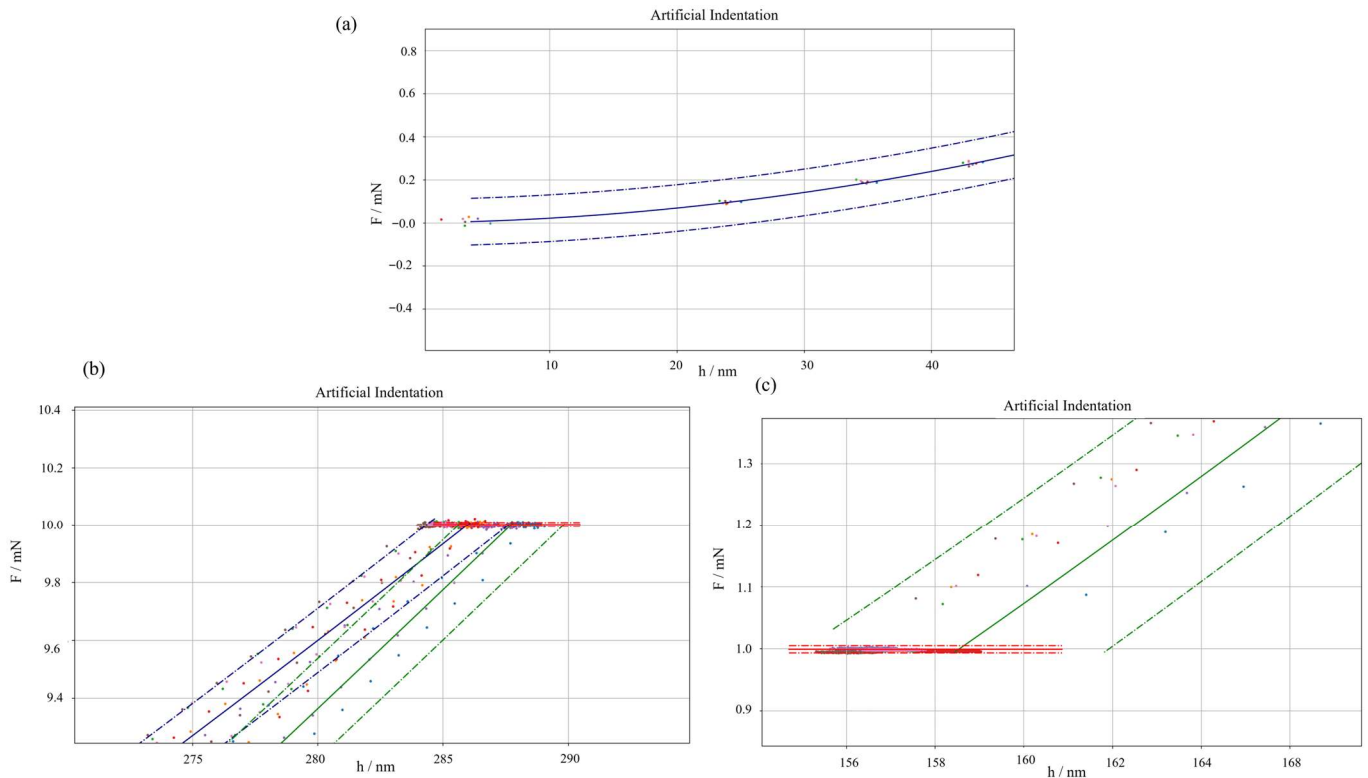 (a)
Artificial Indentation
0.8
0.6
0.4
F / mN
0.2
−0.0
−0.2
−0.4
10 20 30 40
h / nm
(b)
Artificial Indentation
10.4
10.2
10.0
F / mN
9.8
9.6
9.4
275 280 285 290
h / nm
(c)
Artificial Indentation
1.3
1.2
F / mN
1.1
1.0
0.9
156 158 160 162 164 166 168
h / nm